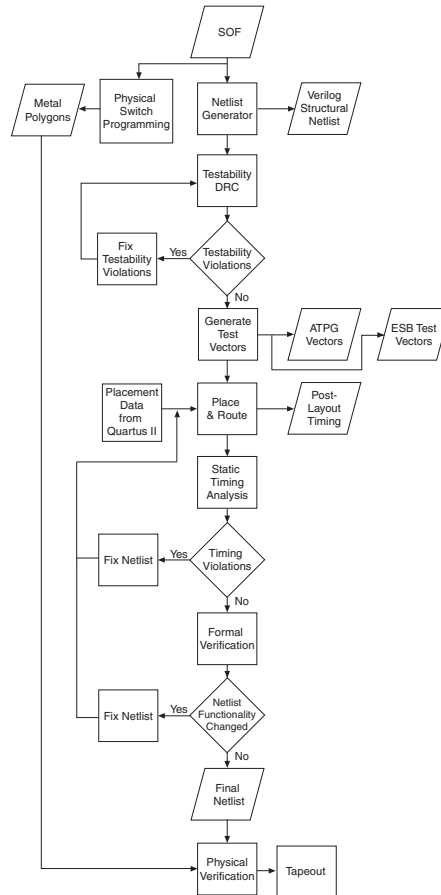 SOF
Metal
Polygons
Physical
Switch
Programming
Netlist
Generator
Verilog
Structural
Netlist
Testability
DRC
Fix
Testability
Violations
Yes
Testability
Violations
No
Generate
Test
Vectors
ATPG
Vectors
ESB Test
Vectors
Placement
Data
from
Quartus II
Place
& Route
Post-
Layout
Timing
Static
Timing
Analysis
Fix Netlist
Yes
Timing
Violations
No
Formal
Verification
Fix Netlist
Yes
Netlist
Functionality
Changed
No
Final
Netlist
Physical
Verification
Tapeout